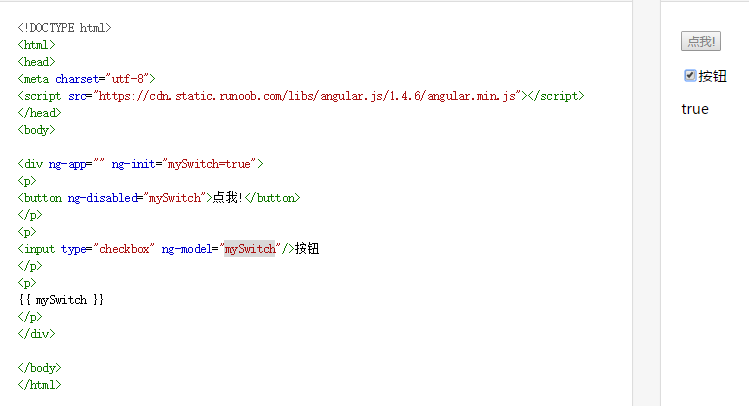 <!DOCTYPE html>
<html>
<head>
<meta charset="utf-8">
<script src="https://cdn.static.runoob.com/libs/angular.js/1.4.6/angular.min.js"></script>
</head>
<body>
<div ng-app="" ng-init="mySwitch=true">
<p>
<button ng-disabled="mySwitch">点我!</button>
</p>
<p>
<input type="checkbox" ng-model="mySwitch"/>按钮
</p>
<p>
{{ mySwitch }}
</p>
</div>
</body>
</html>
点我!
按钮
true